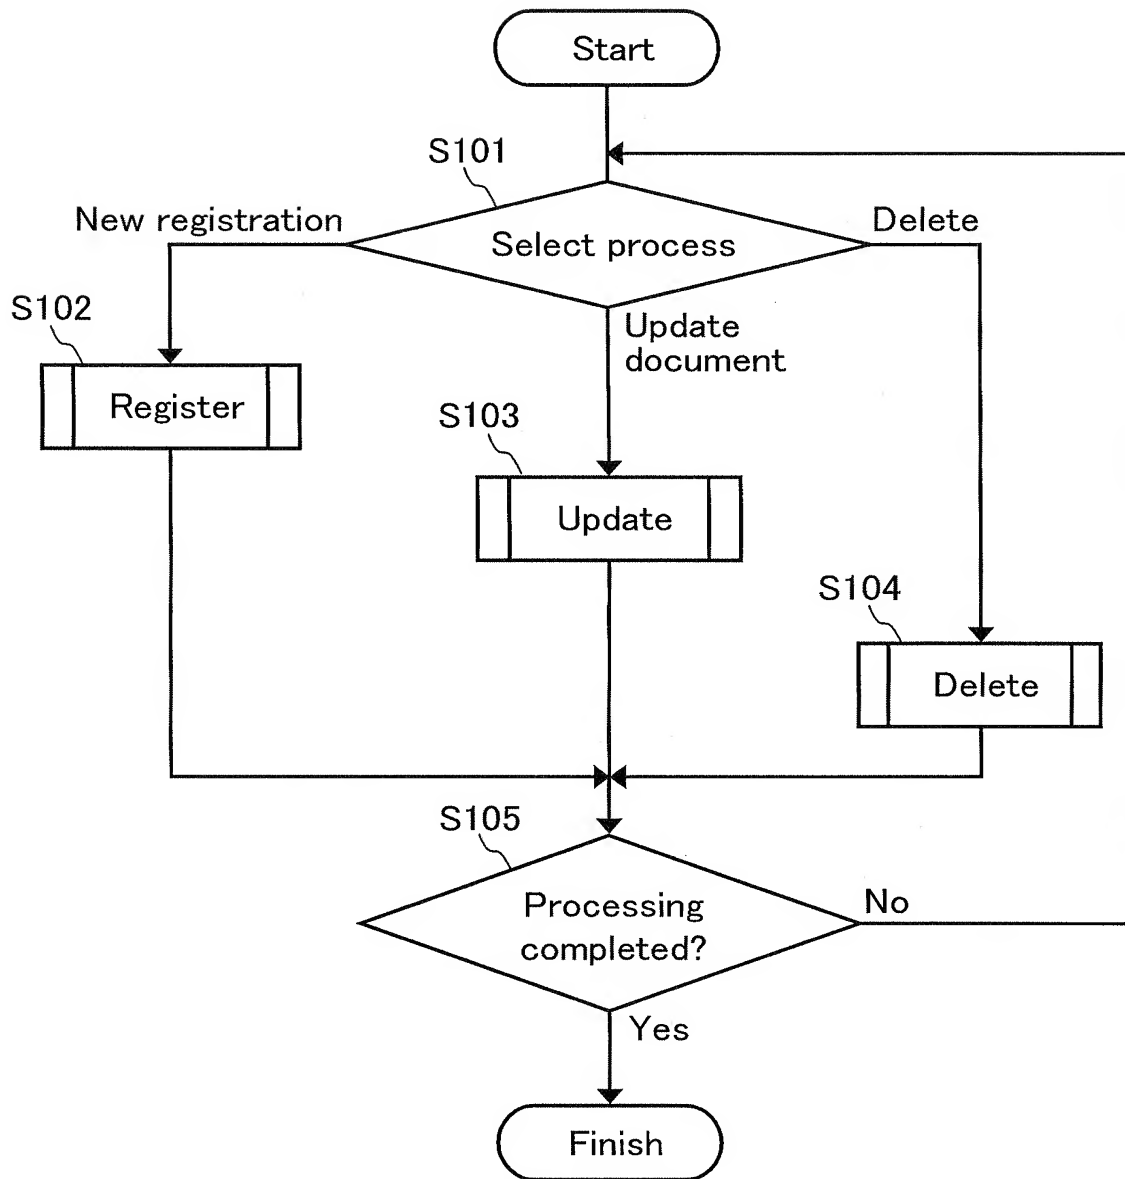 Start
S101
New registration
Select process
Delete
S102
Update
document
Register
S103
Update
S104
Delete
S105
Processing
completed?
No
Yes
Finish